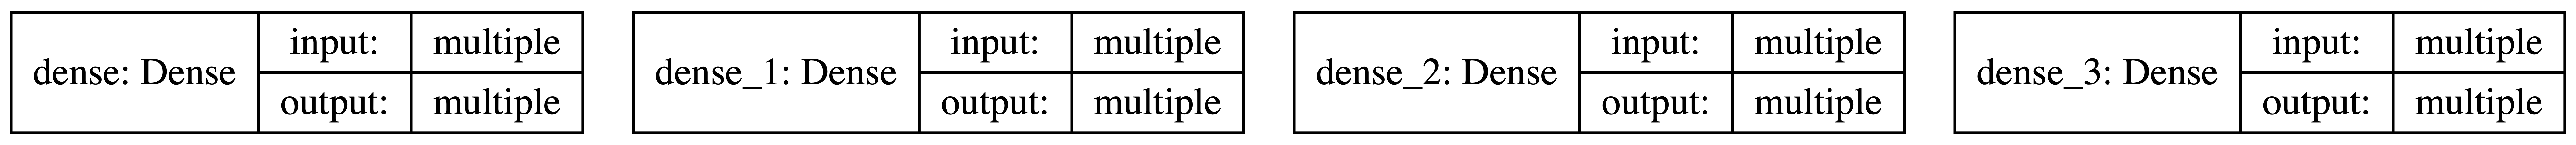 dense: Dense
input: multiple
output: multiple
dense_1: Dense
input: multiple
output: multiple
dense_2: Dense
input: multiple
output: multiple
dense_3: Dense
input: multiple
output: multiple